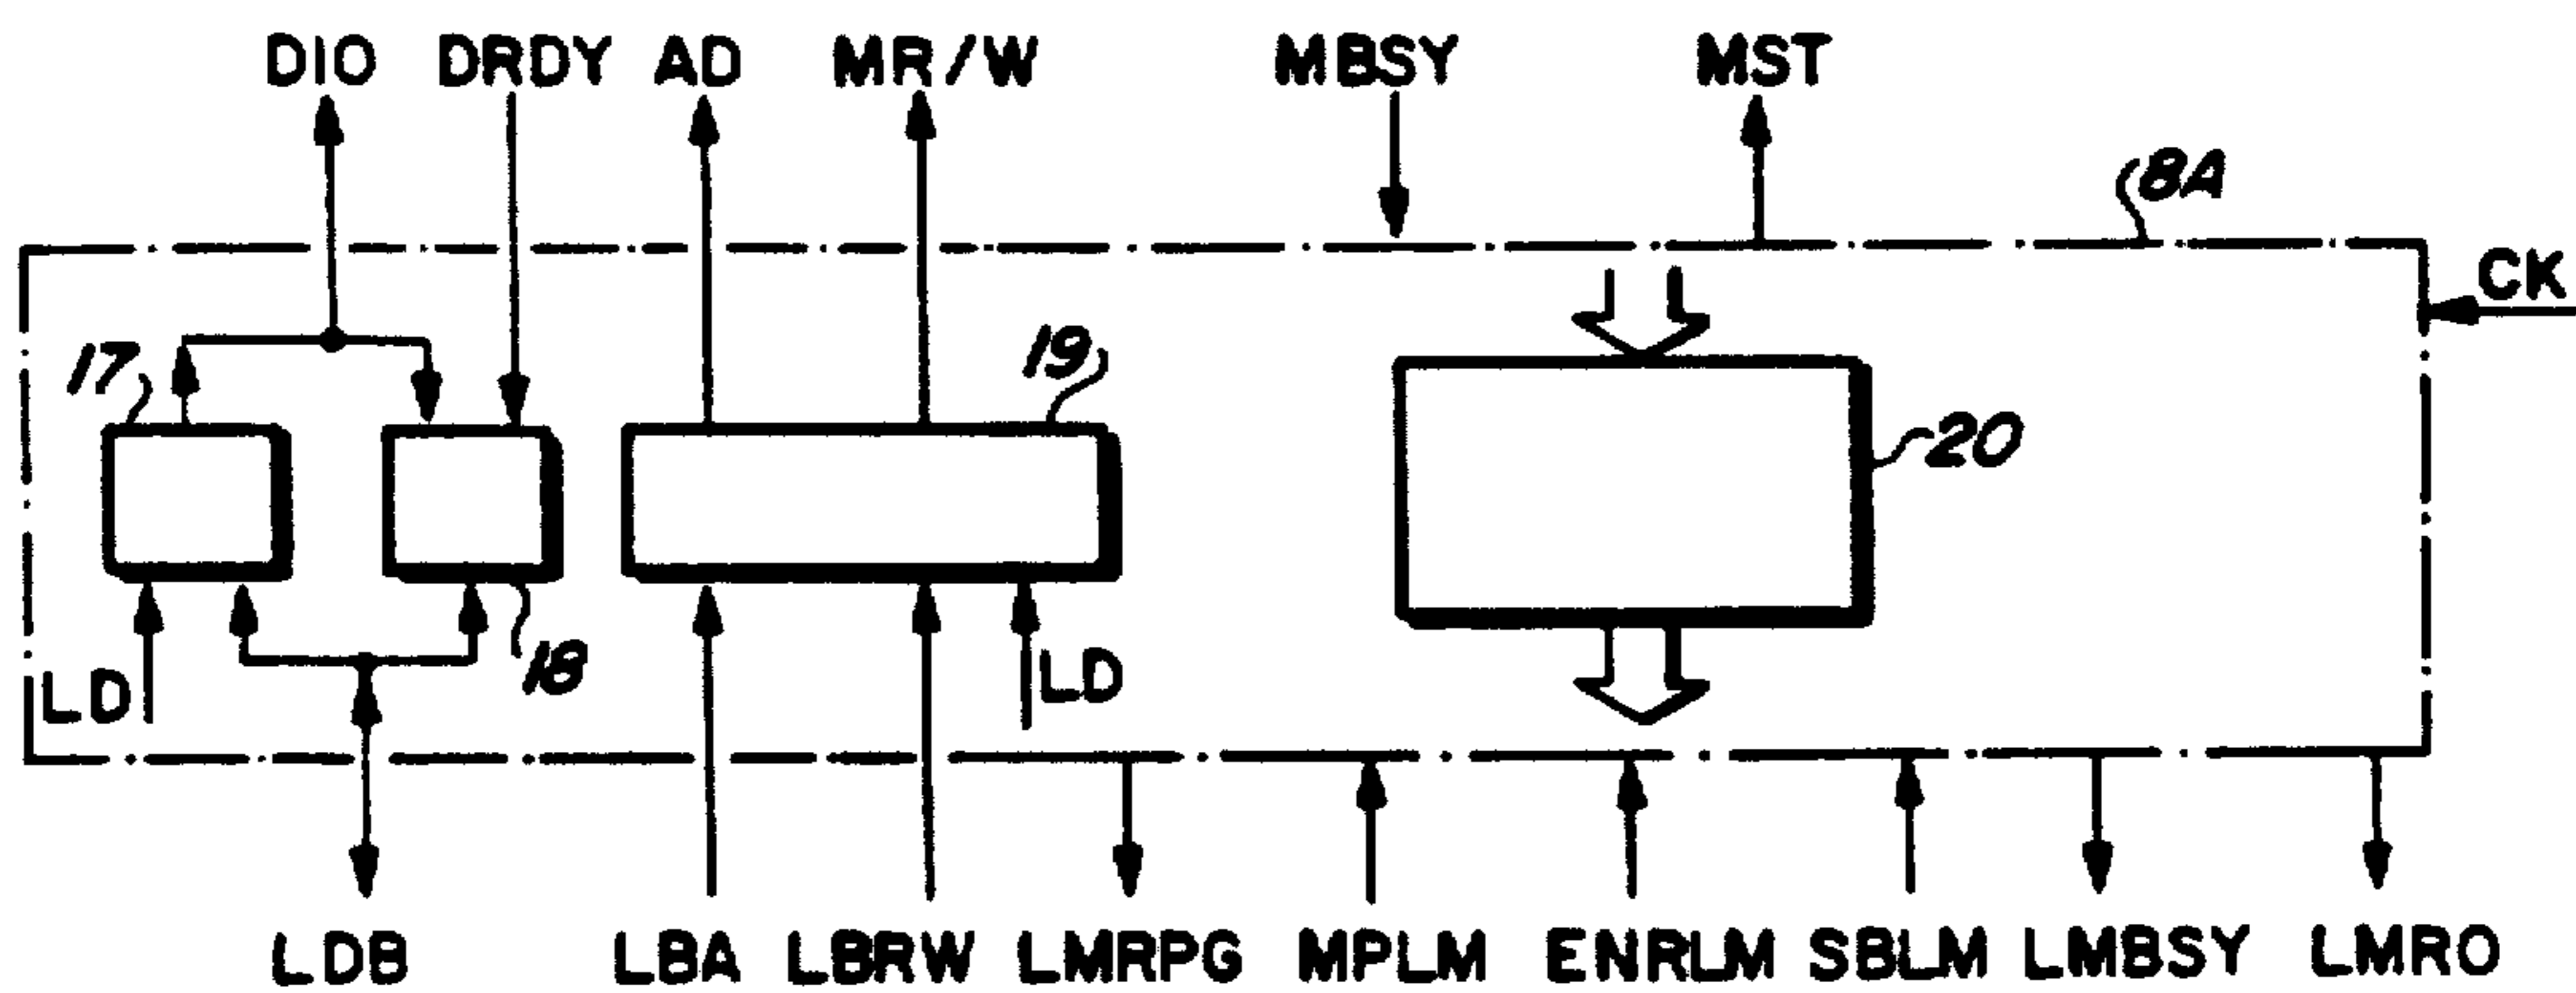 DIO DRDY AD MR/W MBSY MST
8A
CK
17
19
20
18
LD
LD
LDB LBA LBRW LMRPG MPLM ENRLM SBLM LMBSY LMRO